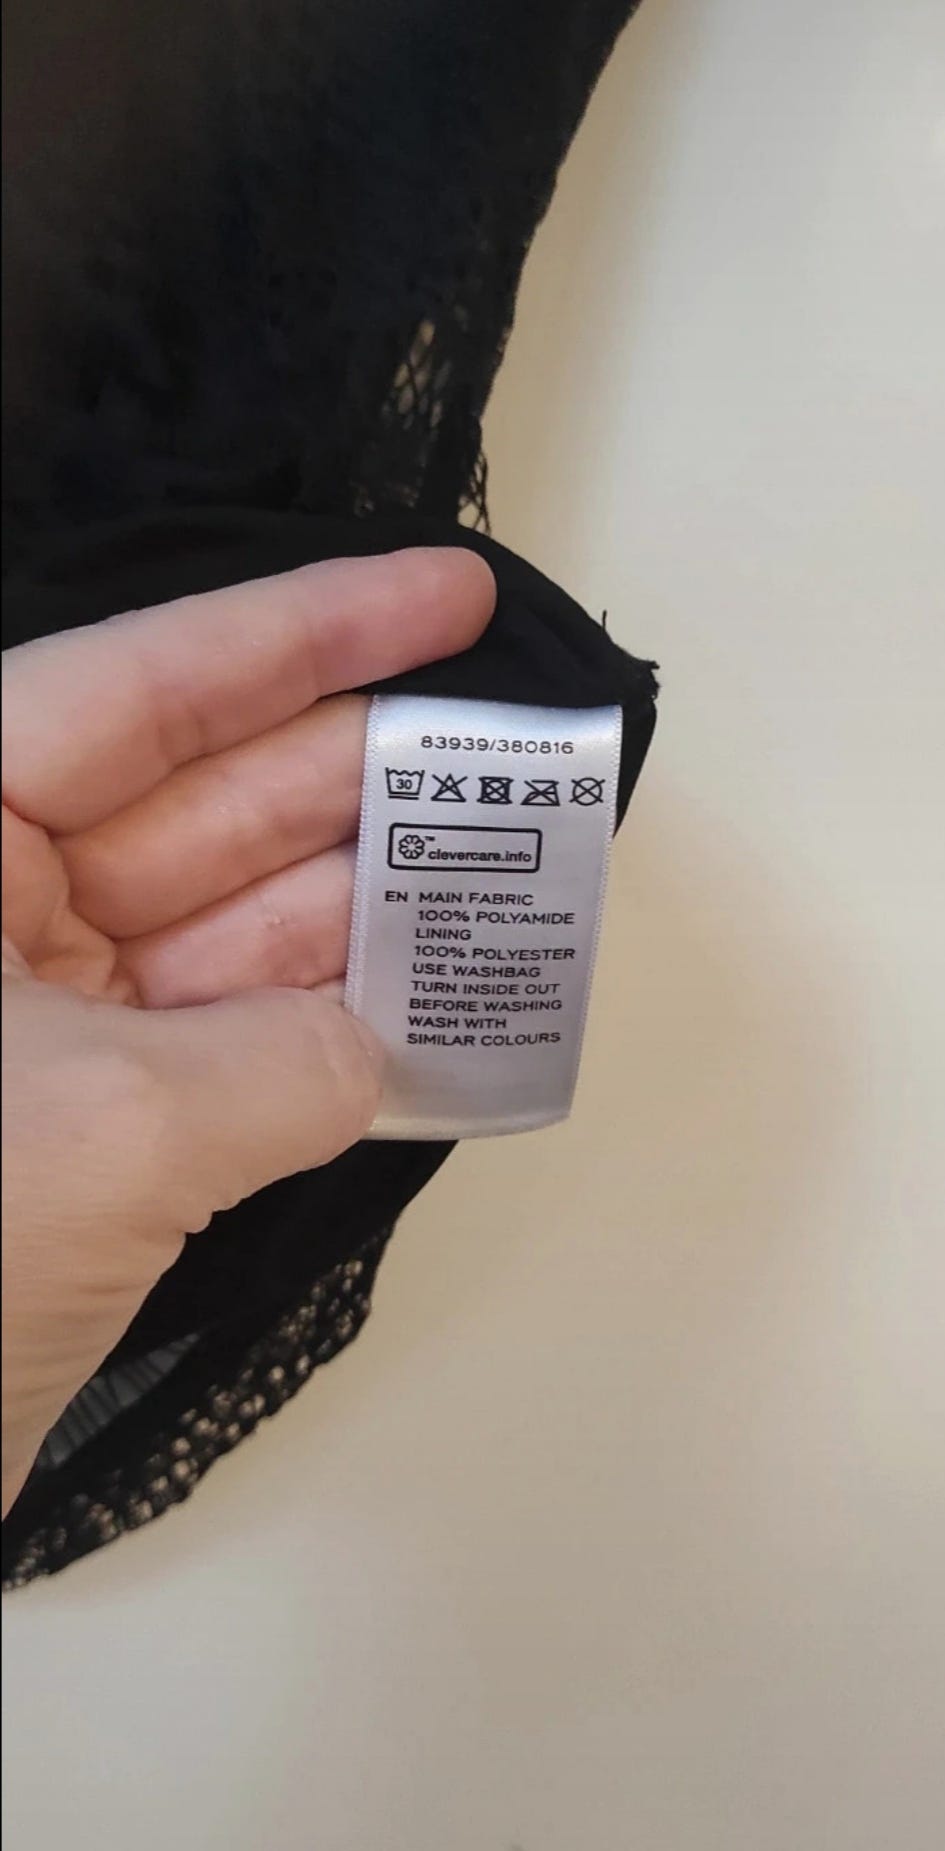 83939/380816
30
™
clevercare.info
EN MAIN FABRIC
100% POLYAMIDE
LINING
100% POLYESTER
USE WASHBAG
TURN INSIDE OUT
BEFORE WASHING
WASH WITH
SIMILAR COLOURS